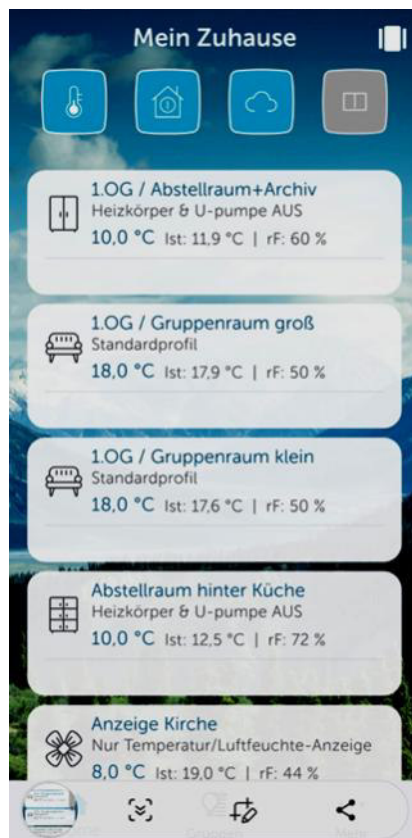 Mein Zuhause
1.OG / Abstellraum+Archiv
Heizkörper & U-pumpe AUS
10,0 °C Ist: 11,9 °C | rF: 60 %
1.OG / Gruppenraum groß
Standardprofil
18,0 °C Ist: 17,9 °C | rF: 50 %
1.OG / Gruppenraum klein
Standardprofil
18,0 °C Ist: 17,6 °C | rF: 50 %
Abstellraum hinter Küche
Heizkörper & U-pumpe AUS
10,0 °C Ist: 12,5 °C | rF: 72 %
Anzeige Kirche
Nur Temperatur/Luftfeuchte-Anzeige
8,0 °C Ist: 19,0 °C | rF: 44 %
Gruppen